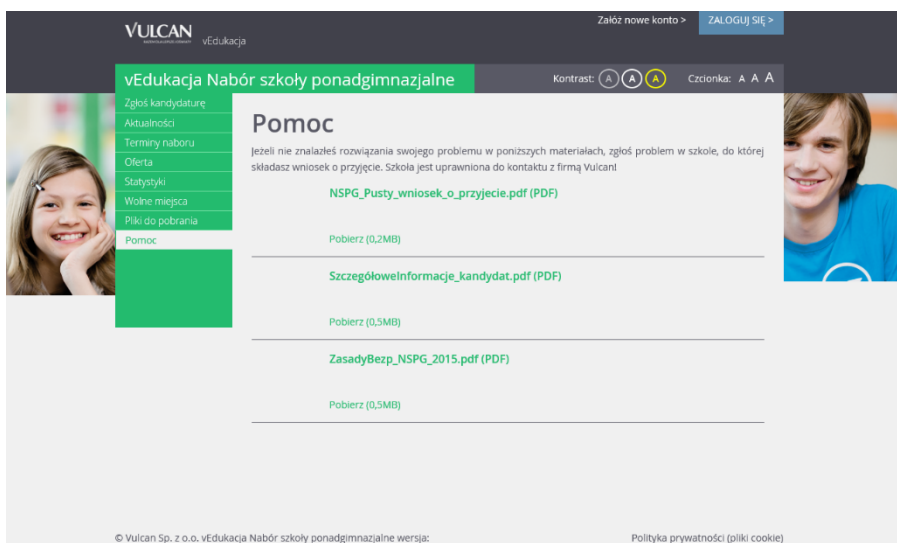 Załóż nowe konto >
ZALOGUJ SIĘ >
VULCAN
vEdukacja
vEdukacja Nabór szkoły ponadgimnazjalne
Kontrast: A A A
Czcionka: A A A
Zgłoś kandydaturę
Aktualności
Terminy naboru
Oferta
Statystyki
Wolne miejsca
Pliki do pobrania
Pomoc
Pomoc
Jeżeli nie znalazłeś rozwiązania swojego problemu w poniższych materiałach, zgłoś problem w szkole, do której
składasz wniosek o przyjęcie. Szkoła jest uprawniona do kontaktu z firmą Vulcan!
NSPG_Pusty_wniosek_o_przyjecie.pdf (PDF)
Pobierz (0,2MB)
SzczegółoweInformacje_kandydat.pdf (PDF)
Pobierz (0,5MB)
ZasadyBezp_NSPG_2015.pdf (PDF)
Pobierz (0,5MB)
© Vulcan Sp. z o.o. vEdukacja Nabór szkoły ponadgimnazjalne wersja:
Polityka prywatności (pliki cookie)